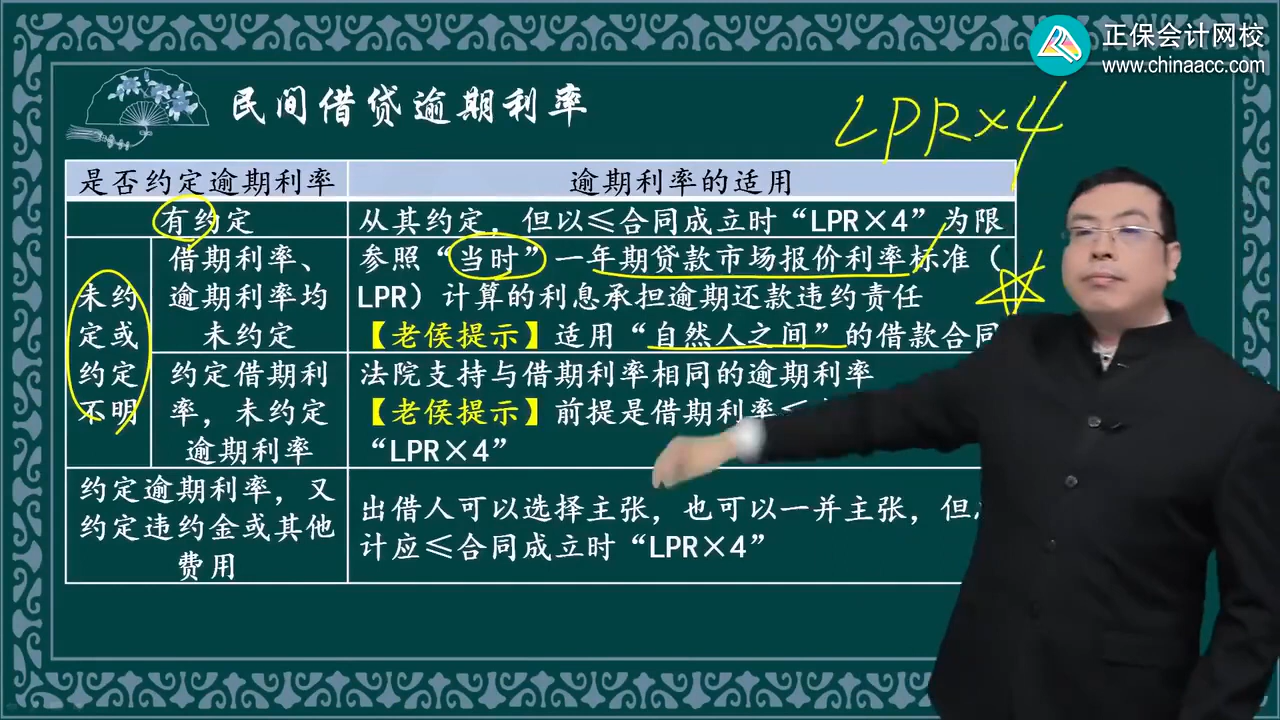 正保会计网校
www.chinaacc.com
民间借贷逾期利率
LPR×4
是否约定逾期利率
逾期利率的适用
有约定
从其约定，但以≤合同成立时“LPR×4”为限
未约
定或
约定
不明
借期利率、
逾期利率均
未约定
参照“当时”一年期贷款市场报价利率标准（
LPR）计算的利息承担逾期还款违约责任
【老侯提示】适用“自然人之间”的借款合同
约定借期利
率，未约定
逾期利率
法院支持与借期利率相同的逾期利率
【老侯提示】前提是借期利率≤
“LPR×4”
约定逾期利率，又
约定违约金或其他
费用
出借人可以选择主张，也可以一并主张，但
计应≤合同成立时“LPR×4”